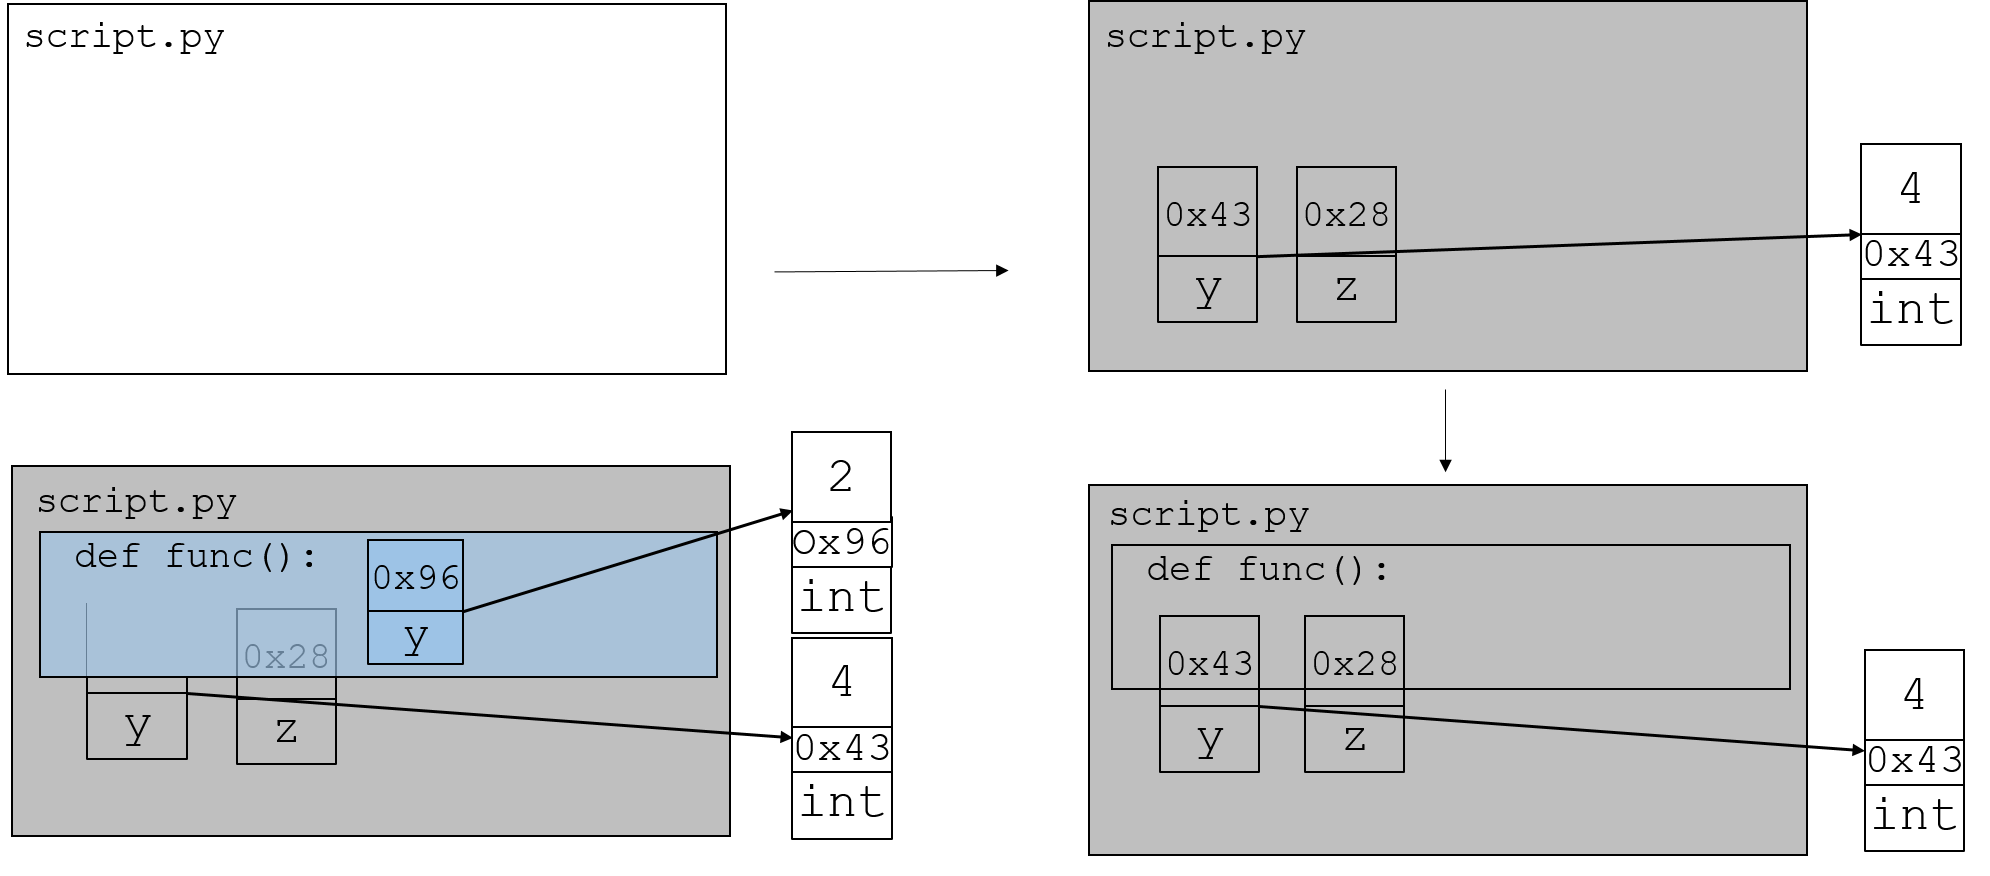 script.py
script.py
0x43 0x28
y z
4
0x43
int
script.py
def func():
0x96
y
0x28
y z
2
Ox96
int
4
0x43
int
script.py
def func():
0x43 0x28
y z
4
0x43
int